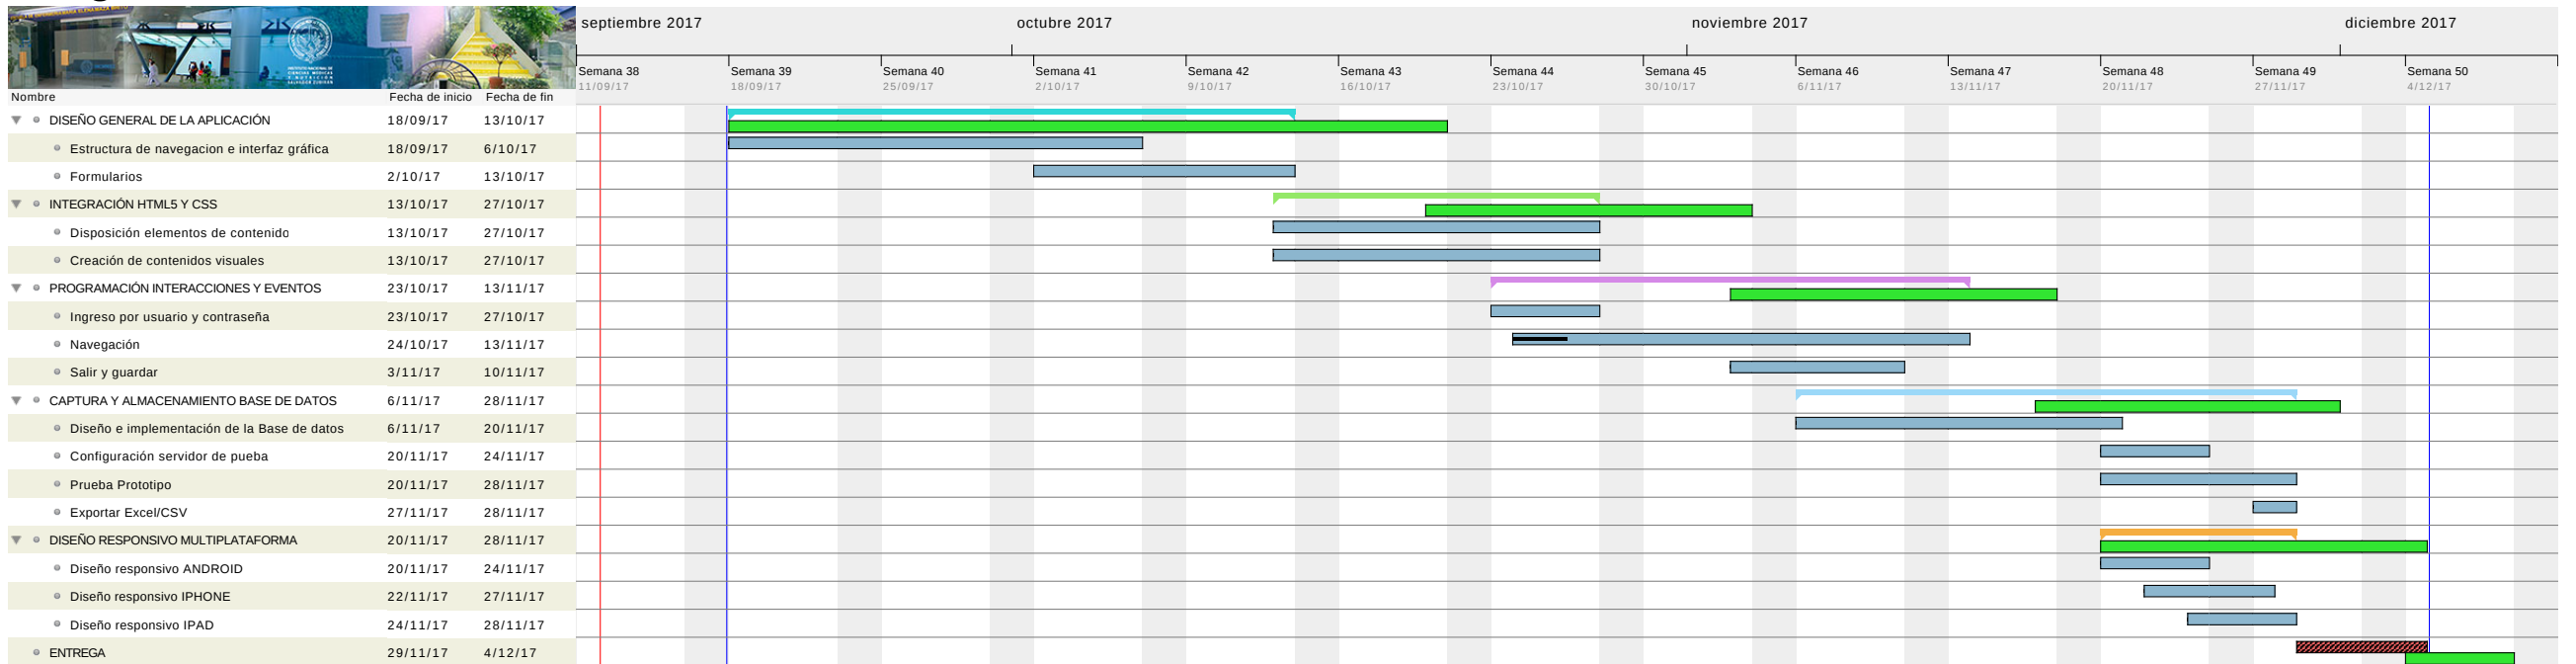 septiembre 2017 octubre 2017 noviembre 2017 diciembre 2017
INSTITUTO NACIONAL DE
CIENCIAS MÉDICAS
Y NUTRICIÓN
SALVADOR ZUBIRÁN
Semana 38 Semana 39 Semana 40 Semana 41 Semana 42 Semana 43 Semana 44 Semana 45 Semana 46 Semana 47 Semana 48 Semana 49 Semana 50
11/09/17 18/09/17 25/09/17 2/10/17 9/10/17 16/10/17 23/10/17 30/10/17 6/11/17 13/11/17 20/11/17 27/11/17 4/12/17
Nombre Fecha de inicio Fecha de fin
DISEÑO GENERAL DE LA APLICACIÓN 18/09/17 13/10/17
Estructura de navegacion e interfaz gráfica 18/09/17 6/10/17
Formularios 2/10/17 13/10/17
INTEGRACIÓN HTML5 Y CSS 13/10/17 27/10/17
Disposición elementos de contenido 13/10/17 27/10/17
Creación de contenidos visuales 13/10/17 27/10/17
PROGRAMACIÓN INTERACCIONES Y EVENTOS 23/10/17 13/11/17
Ingreso por usuario y contraseña 23/10/17 27/10/17
Navegación 24/10/17 13/11/17
Salir y guardar 3/11/17 10/11/17
CAPTURA Y ALMACENAMIENTO BASE DE DATOS 6/11/17 28/11/17
Diseño e implementación de la Base de datos 6/11/17 20/11/17
Configuración servidor de pueba 20/11/17 24/11/17
Prueba Prototipo 20/11/17 28/11/17
Exportar Excel/CSV 27/11/17 28/11/17
DISEÑO RESPONSIVO MULTIPLATAFORMA 20/11/17 28/11/17
Diseño responsivo ANDROID 20/11/17 24/11/17
Diseño responsivo IPHONE 22/11/17 27/11/17
Diseño responsivo IPAD 24/11/17 28/11/17
ENTREGA 29/11/17 4/12/17